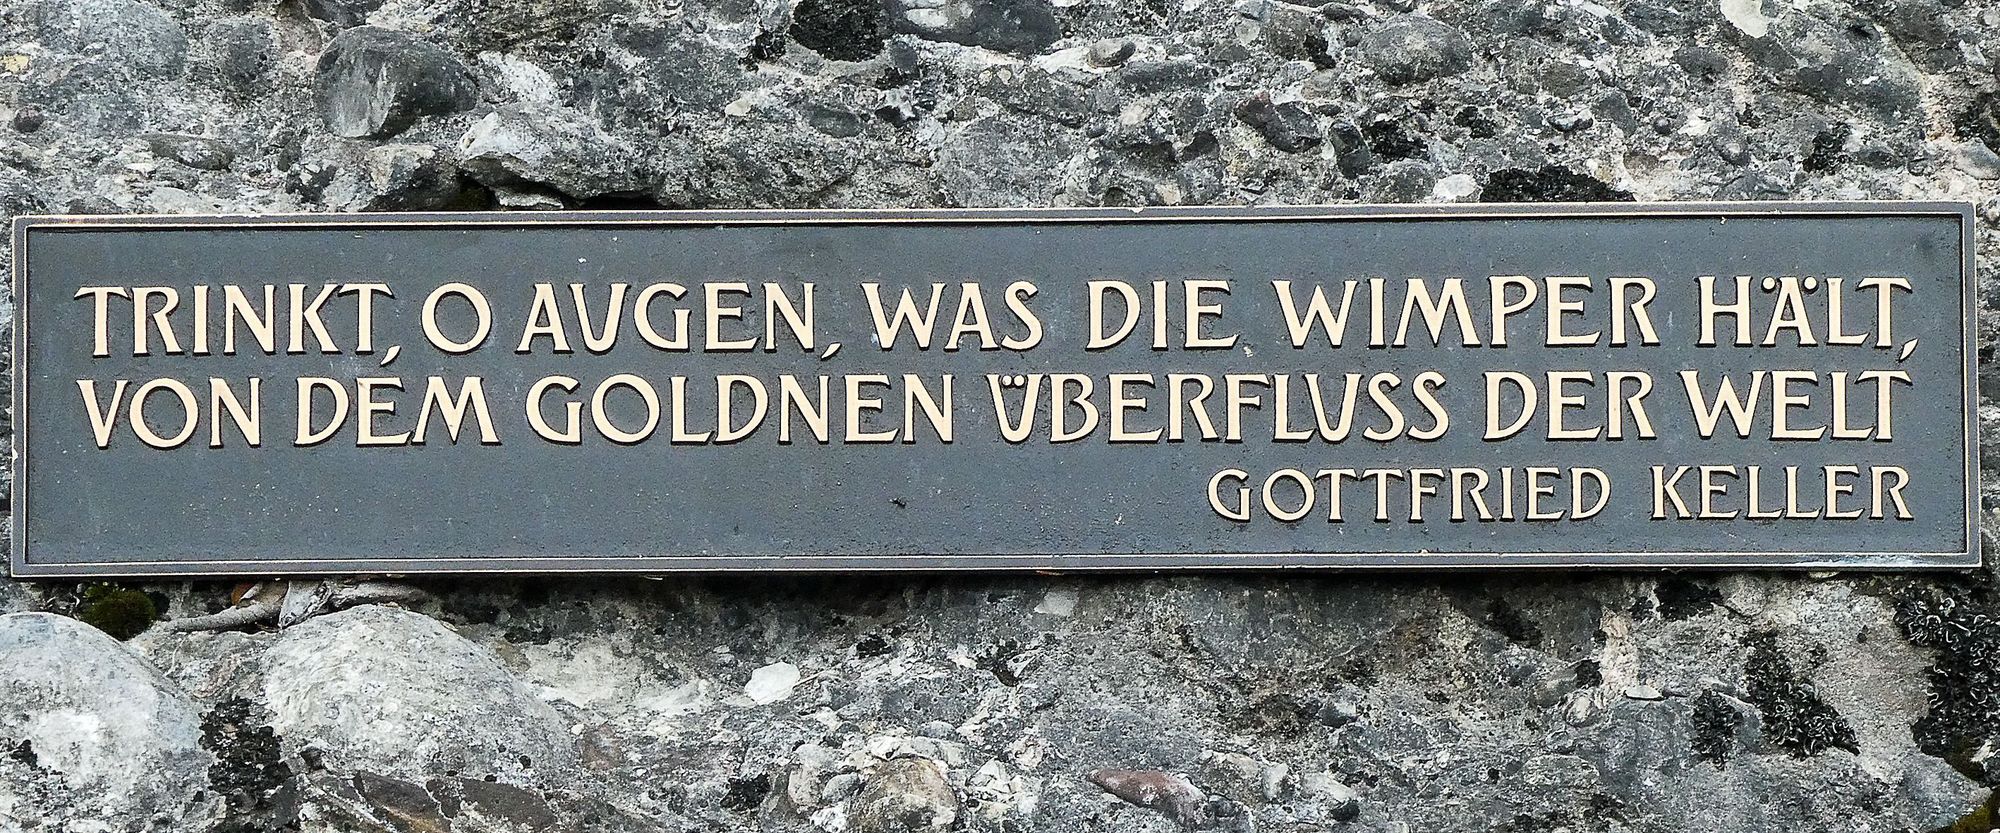 TRINKT, O AUGEN, WAS DIE WIMPER HÄLT,
VON DEM GOLDNEN ÜBERFLUSS DER WELT
GOTTFRIED KELLER